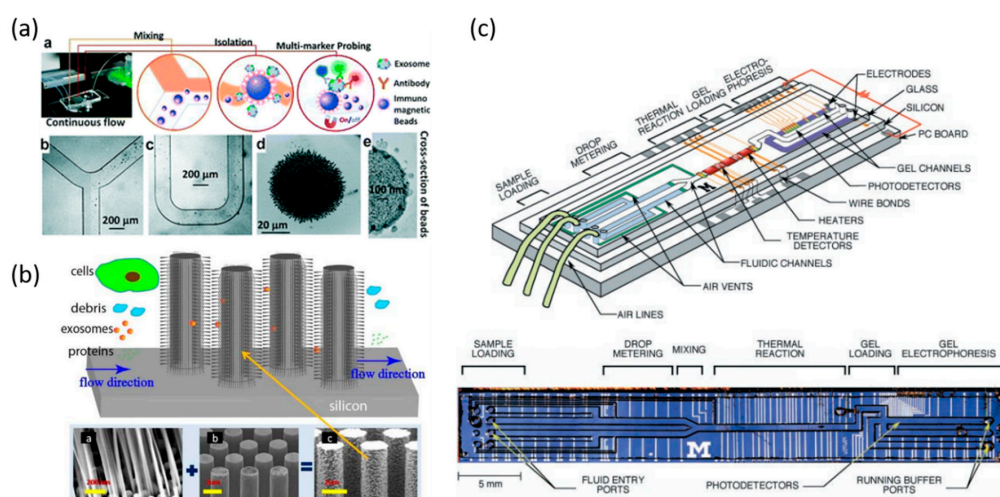 (a)
a
Mixing
Isolation
Multi-marker Probing
Exosome
Antibody
Immuno
magnetic
Beads
On/off
Continuous flow
b
200 µm
c
200 µm
d
20 µm
e
100 nm
Cross-section of beads
(b)
cells
debris
exosomes
proteins
flow direction
flow direction
silicon
a
b
c
+
=
(c)
SAMPLE
LOADING
DROP
METERING
THERMAL
REACTION
GEL
LOADING
ELECTRO-
PHORESIS
ELECTRODES
GLASS
SILICON
PC BOARD
GEL CHANNELS
PHOTODETECTORS
WIRE BONDS
HEATERS
TEMPERATURE
DETECTORS
FLUIDIC CHANNELS
AIR VENTS
AIR LINES
M
SAMPLE
LOADING
DROP
METERING
MIXING
THERMAL
REACTION
GEL
LOADING
GEL
ELECTROPHORESIS
M
5 mm
FLUID ENTRY
PORTS
PHOTODETECTORS
RUNNING BUFFER
PORTS